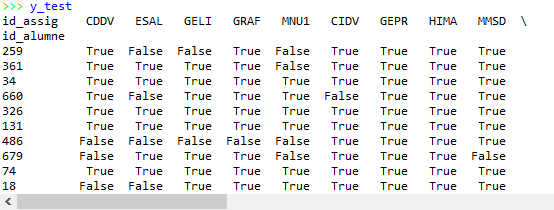 >>> y_test
id_assig CDDV ESAL GELI GRAF MNU1 CIDV GEPR HIMA MMSD \
id_alumne
259 True False False True False True True True True
361 True True True True False True True True True
34 True True True True True True True True True
660 True False True True True False True True True
326 True True True True True True True True True
131 True True True True True True True True True
486 False False False False False True True True True
679 False True True True False True True True False
74 True True True True True True True True True
18 False False True True True True True True True